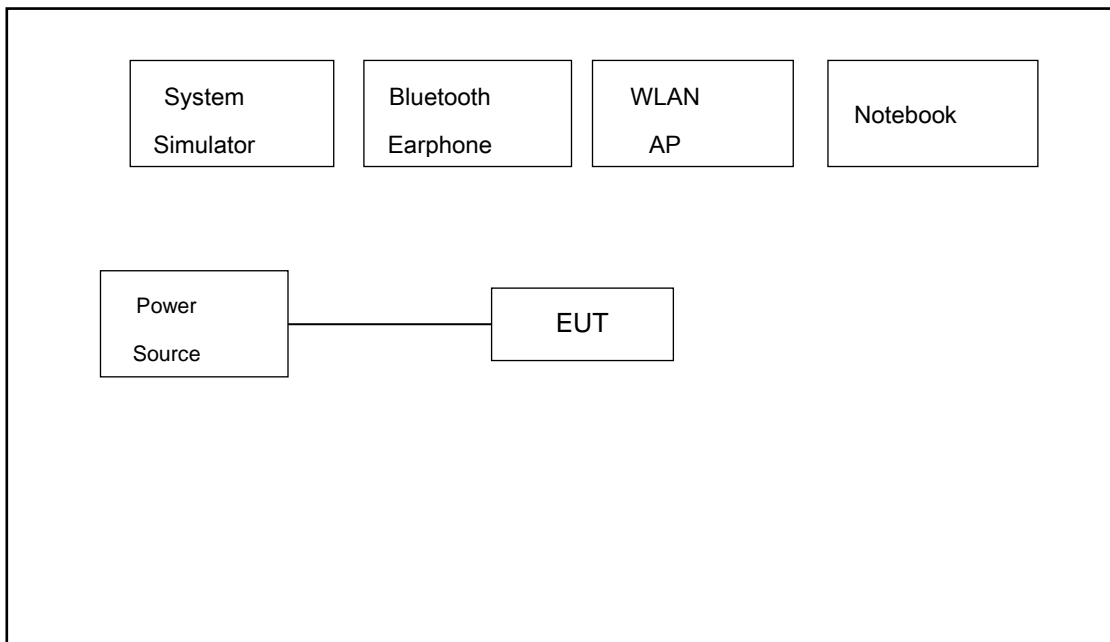 System
Simulator
Bluetooth
Earphone
WLAN
AP
Notebook
Power
Source
EUT